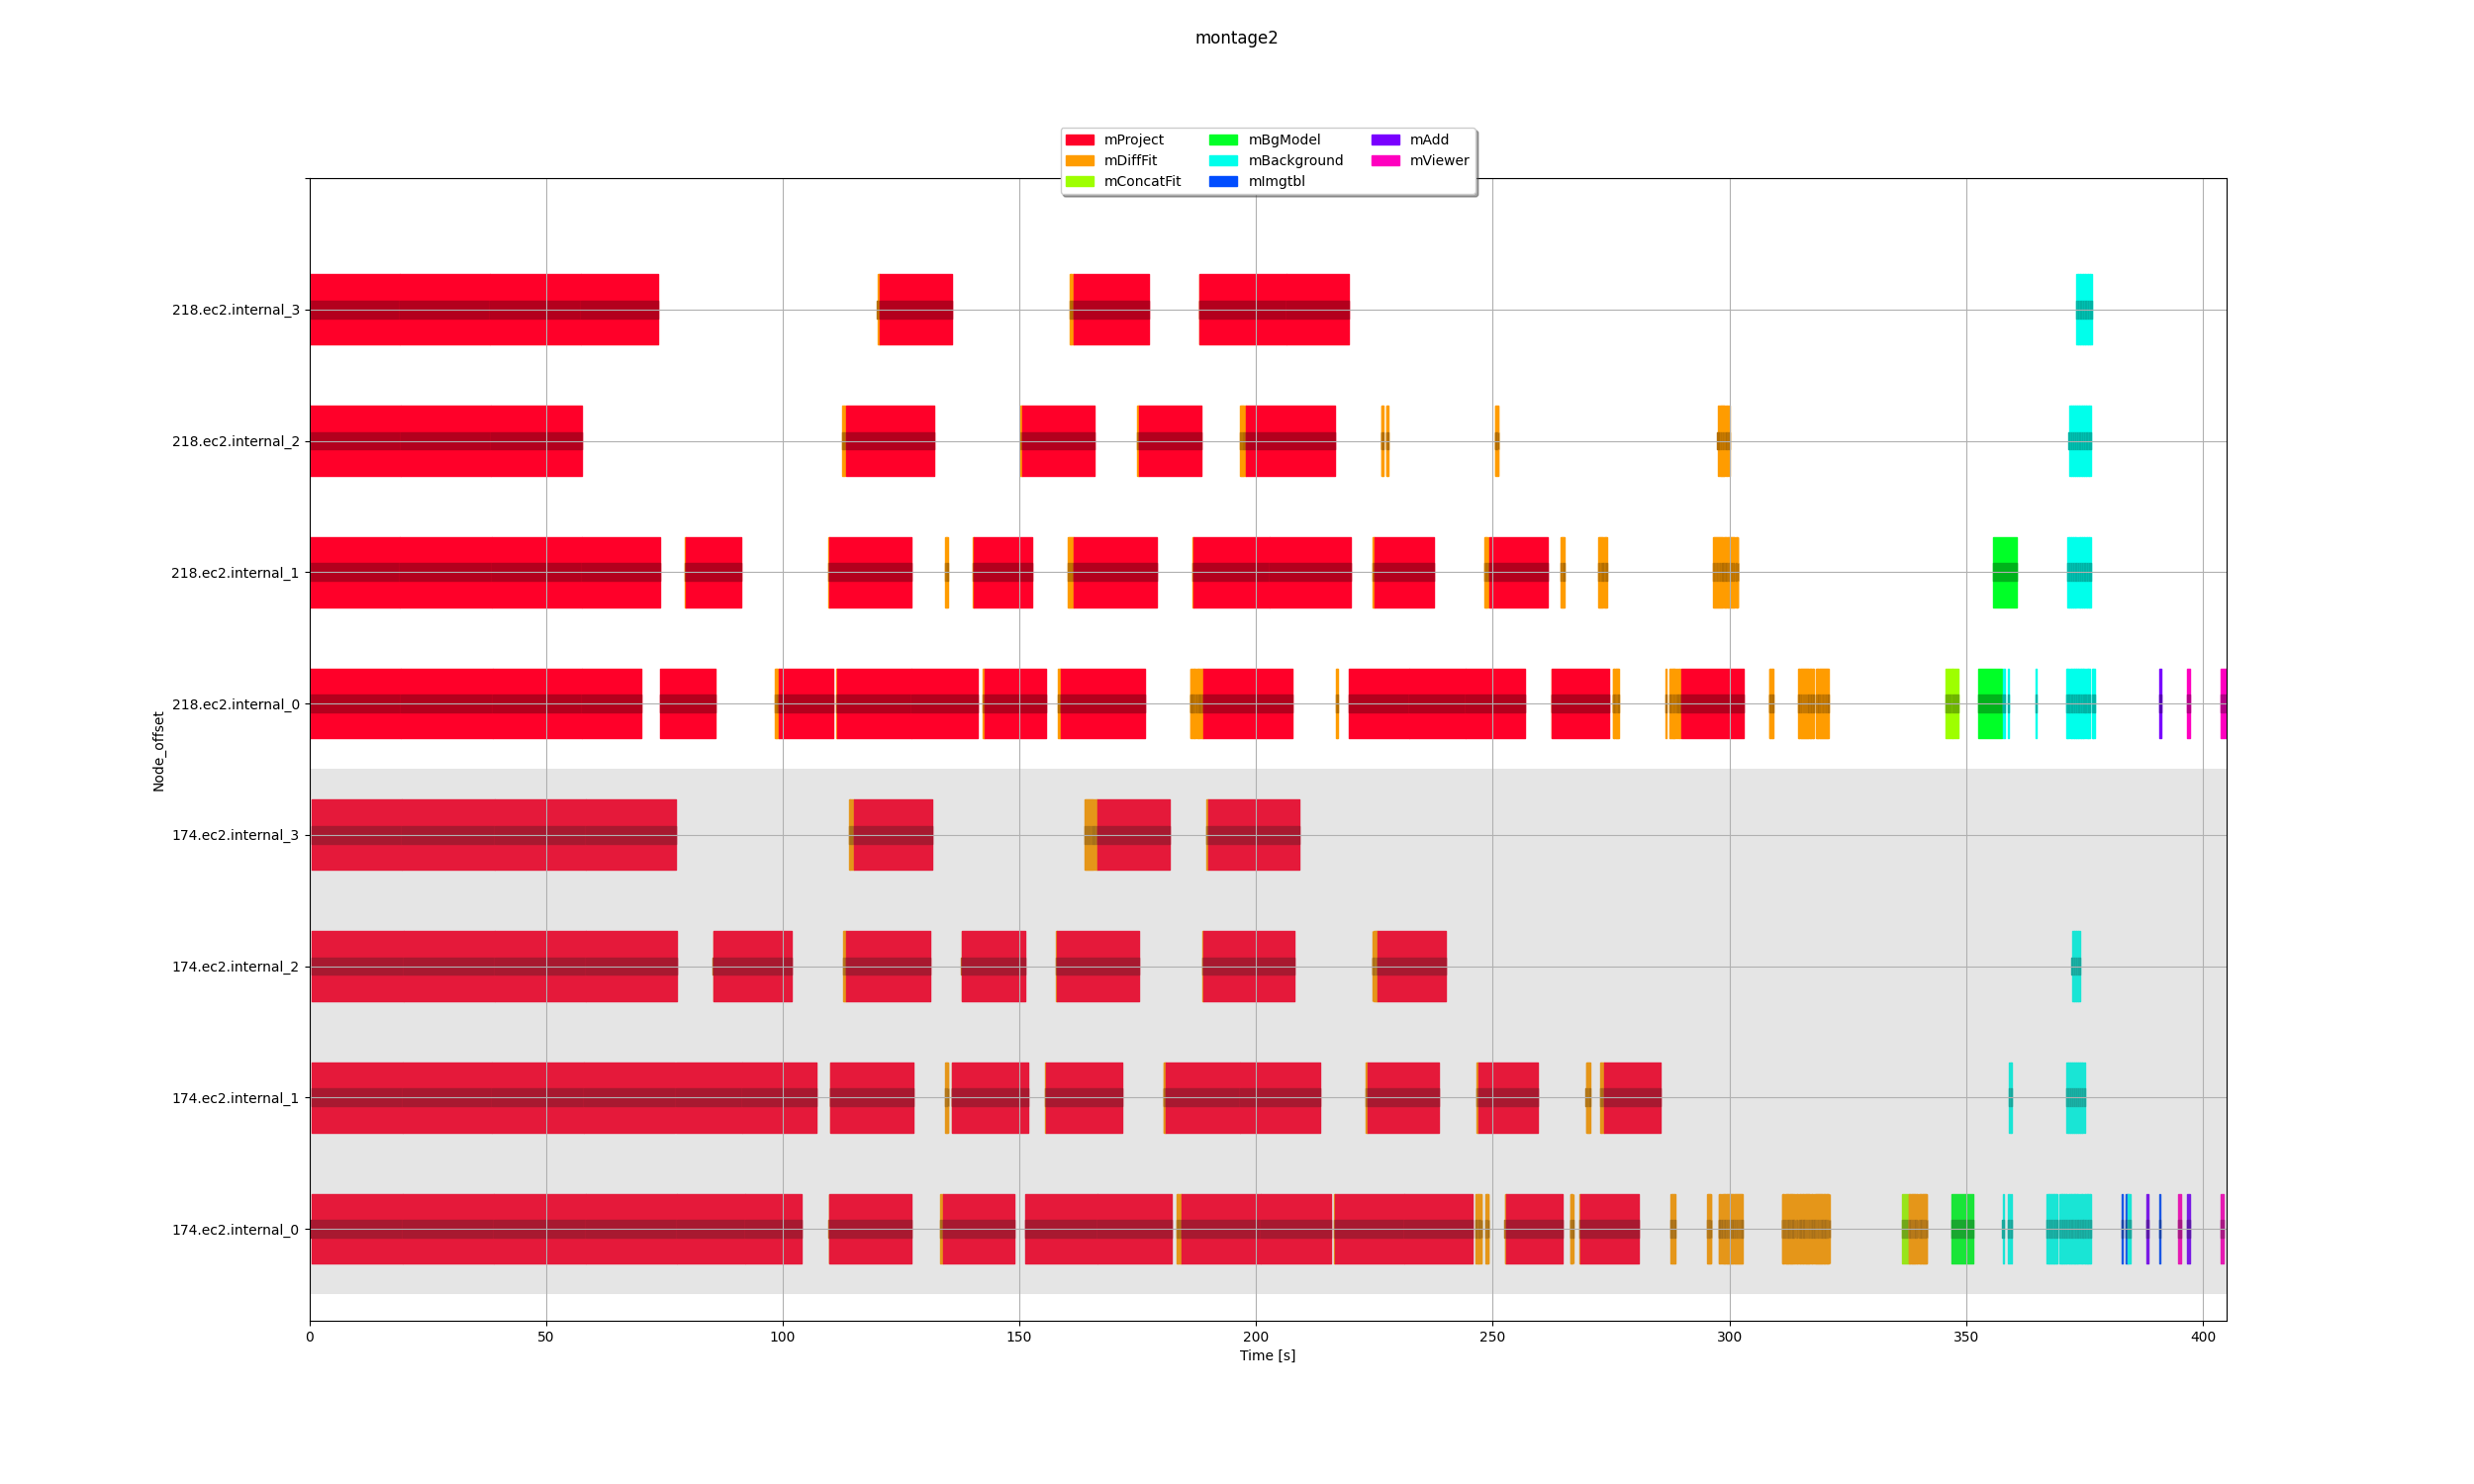 montage2
mProject mBgModel mAdd
mDiffFit mBackground mViewer
mConcatFit mImgtbl
218.ec2.internal_3
218.ec2.internal_2
218.ec2.internal_1
218.ec2.internal_0
Node_offset
174.ec2.internal_3
174.ec2.internal_2
174.ec2.internal_1
174.ec2.internal_0
0 50 100 150 200 250 300 350 400
Time [s]